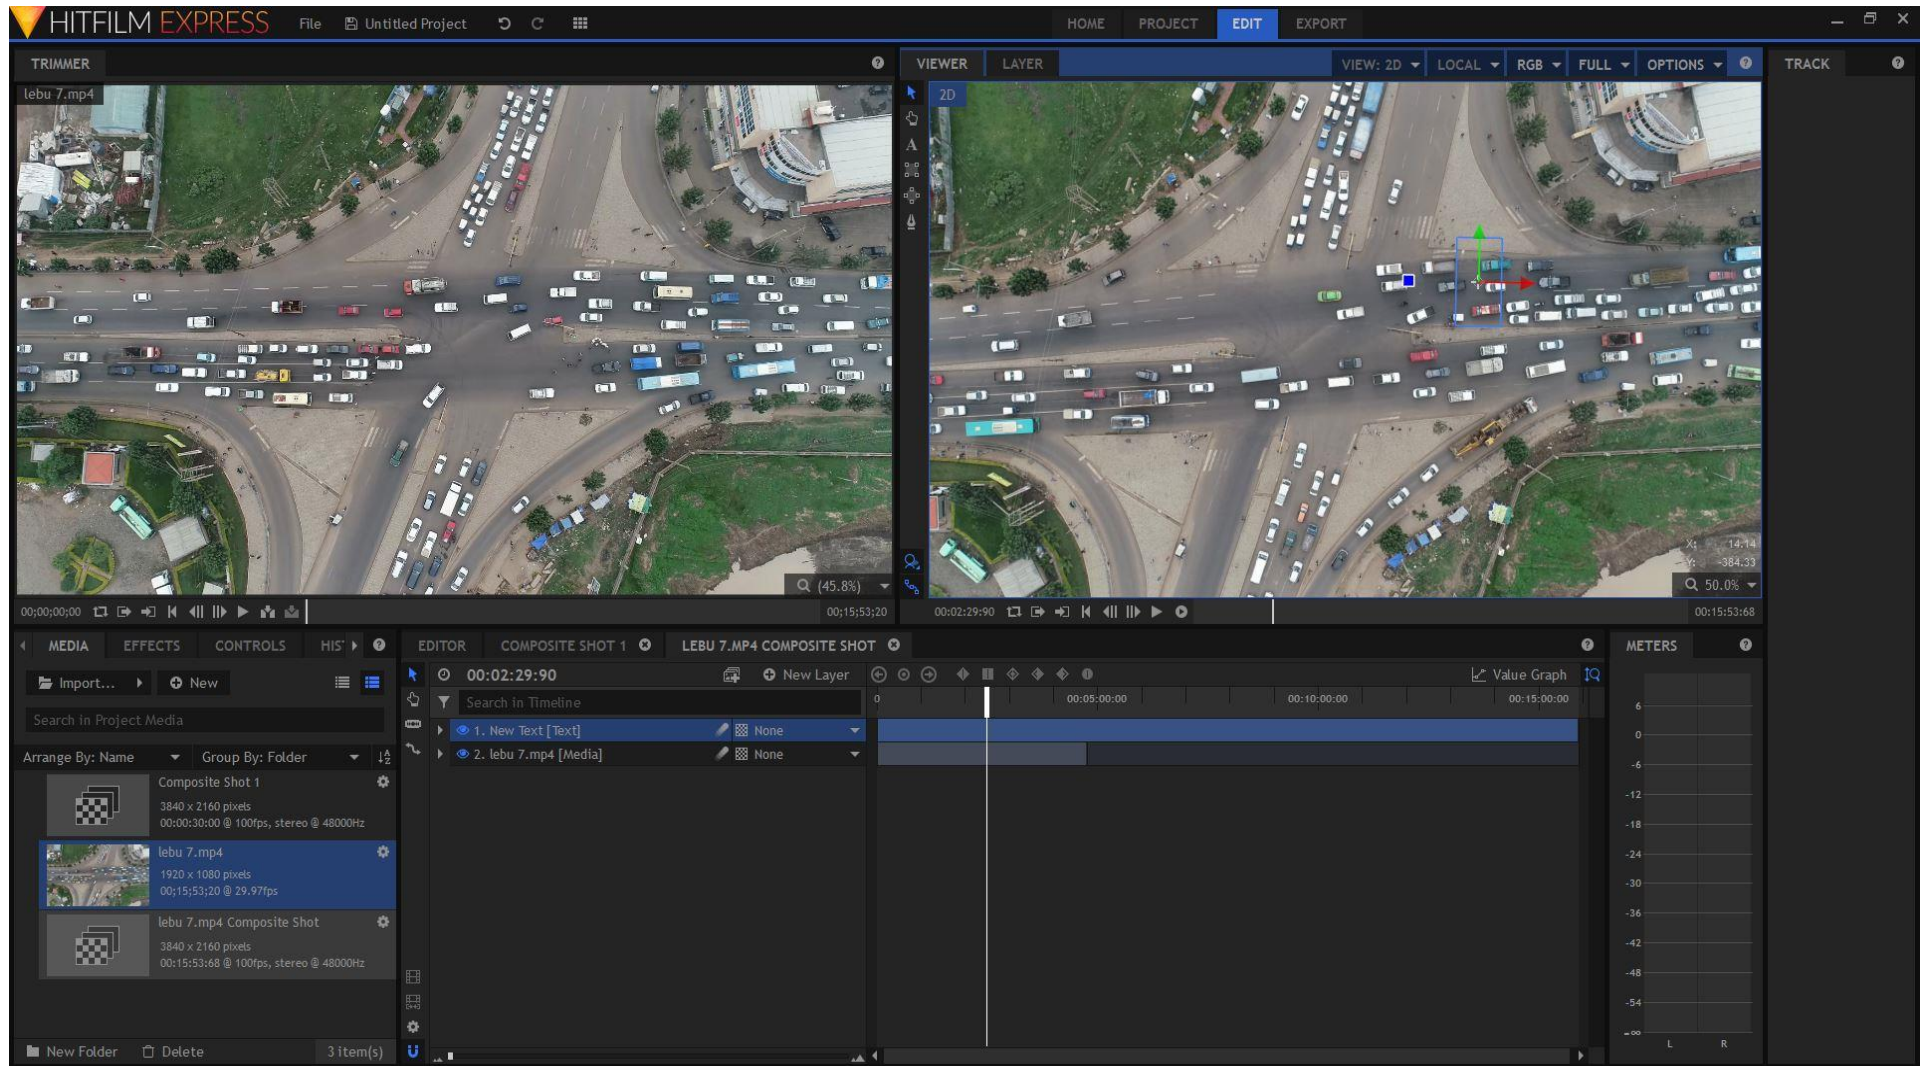 HITFILM EXPRESS File Untitled Project HOME PROJECT EDIT EXPORT
TRIMMER
lebu 7.mp4
(45.8%)
00;00;00;00 00;15;53;20
VIEWER LAYER VIEW: 2D LOCAL RGB FULL OPTIONS
2D
A
X: 14.14
Y: -384.33
50.0%
00:02:29:90 00:15:53:68
TRACK
MEDIA EFFECTS CONTROLS HIS
Import... New
Search in Project Media
Arrange By: Name Group By: Folder
Composite Shot 1
3840 x 2160 pixels
00:00:30:00 @ 100fps, stereo @ 48000Hz
lebu 7.mp4
1920 x 1080 pixels
00;15;53;20 @ 29.97fps
lebu 7.mp4 Composite Shot
3840 x 2160 pixels
00:15:53:68 @ 100fps, stereo @ 48000Hz
New Folder Delete 3 item(s)
EDITOR COMPOSITE SHOT 1 LEBU 7.MP4 COMPOSITE SHOT
00:02:29:90 New Layer Value Graph
Search in Timeline
0 00:05:00:00 00:10:00:00 00:15:00:00
1. New Text [Text] None
2. lebu 7.mp4 [Media] None
METERS
6
0
-6
-12
-18
-24
-30
-36
-42
-48
-54
-∞
L R